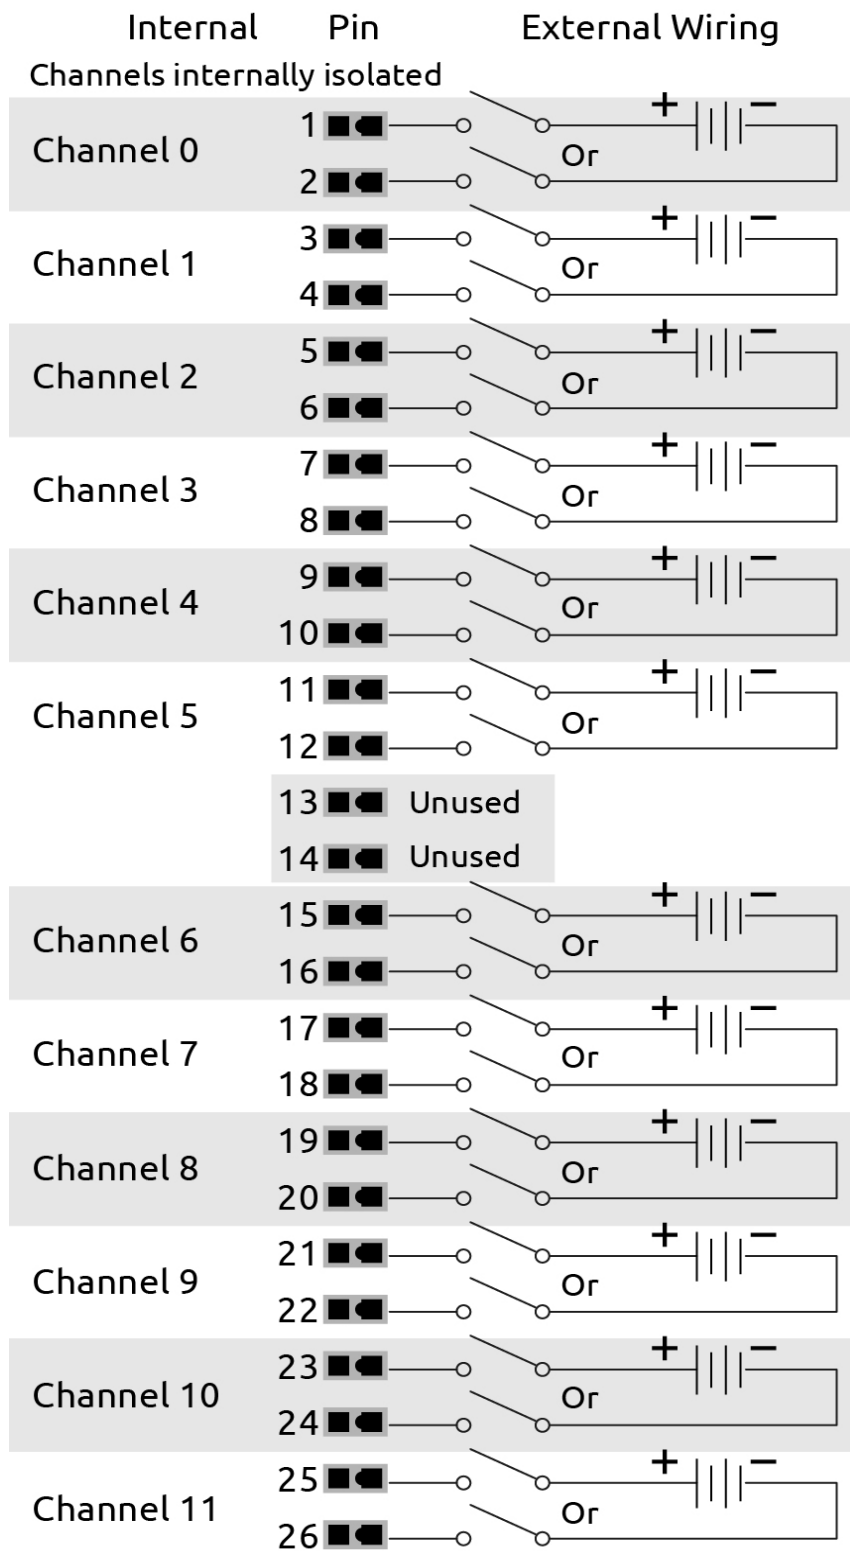 Internal Pin External Wiring
Channels internally isolated
1 + −
Channel 0 Or
2
3 + −
Channel 1 Or
4
5 + −
Channel 2 Or
6
7 + −
Channel 3 Or
8
9 + −
Channel 4 Or
10
11 + −
Channel 5 Or
12
13 Unused
14 Unused
15 + −
Channel 6 Or
16
17 + −
Channel 7 Or
18
19 + −
Channel 8 Or
20
21 + −
Channel 9 Or
22
23 + −
Channel 10 Or
24
25 + −
Channel 11 Or
26